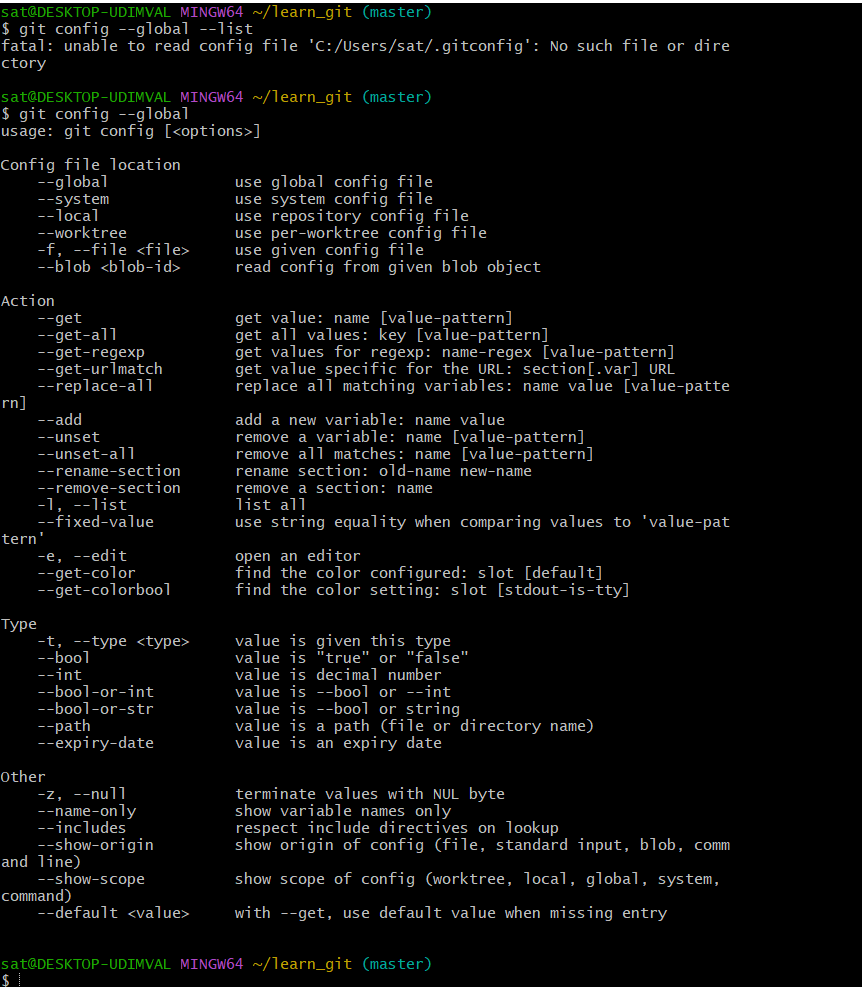 sat@DESKTOP-UDIMVAL MINGW64 ~/learn_git (master)
$ git config --global --list
fatal: unable to read config file 'C:/Users/sat/.gitconfig': No such file or dire
ctory

sat@DESKTOP-UDIMVAL MINGW64 ~/learn_git (master)
$ git config --global
usage: git config [<options>]

Config file location
    --global              use global config file
    --system              use system config file
    --local               use repository config file
    --worktree            use per-worktree config file
    -f, --file <file>     use given config file
    --blob <blob-id>      read config from given blob object

Action
    --get                 get value: name [value-pattern]
    --get-all             get all values: key [value-pattern]
    --get-regexp          get values for regexp: name-regex [value-pattern]
    --get-urlmatch        get value specific for the URL: section[.var] URL
    --replace-all         replace all matching variables: name value [value-patte
rn]
    --add                 add a new variable: name value
    --unset               remove a variable: name [value-pattern]
    --unset-all           remove all matches: name [value-pattern]
    --rename-section      rename section: old-name new-name
    --remove-section      remove a section: name
    -l, --list            list all
    --fixed-value         use string equality when comparing values to 'value-pat
tern'
    -e, --edit            open an editor
    --get-color           find the color configured: slot [default]
    --get-colorbool       find the color setting: slot [stdout-is-tty]

Type
    -t, --type <type>     value is given this type
    --bool                value is "true" or "false"
    --int                 value is decimal number
    --bool-or-int         value is --bool or --int
    --bool-or-str         value is --bool or string
    --path                value is a path (file or directory name)
    --expiry-date         value is an expiry date

Other
    -z, --null            terminate values with NUL byte
    --name-only           show variable names only
    --includes            respect include directives on lookup
    --show-origin         show origin of config (file, standard input, blob, comm
and line)
    --show-scope          show scope of config (worktree, local, global, system,
command)
    --default <value>     with --get, use default value when missing entry

sat@DESKTOP-UDIMVAL MINGW64 ~/learn_git (master)
$